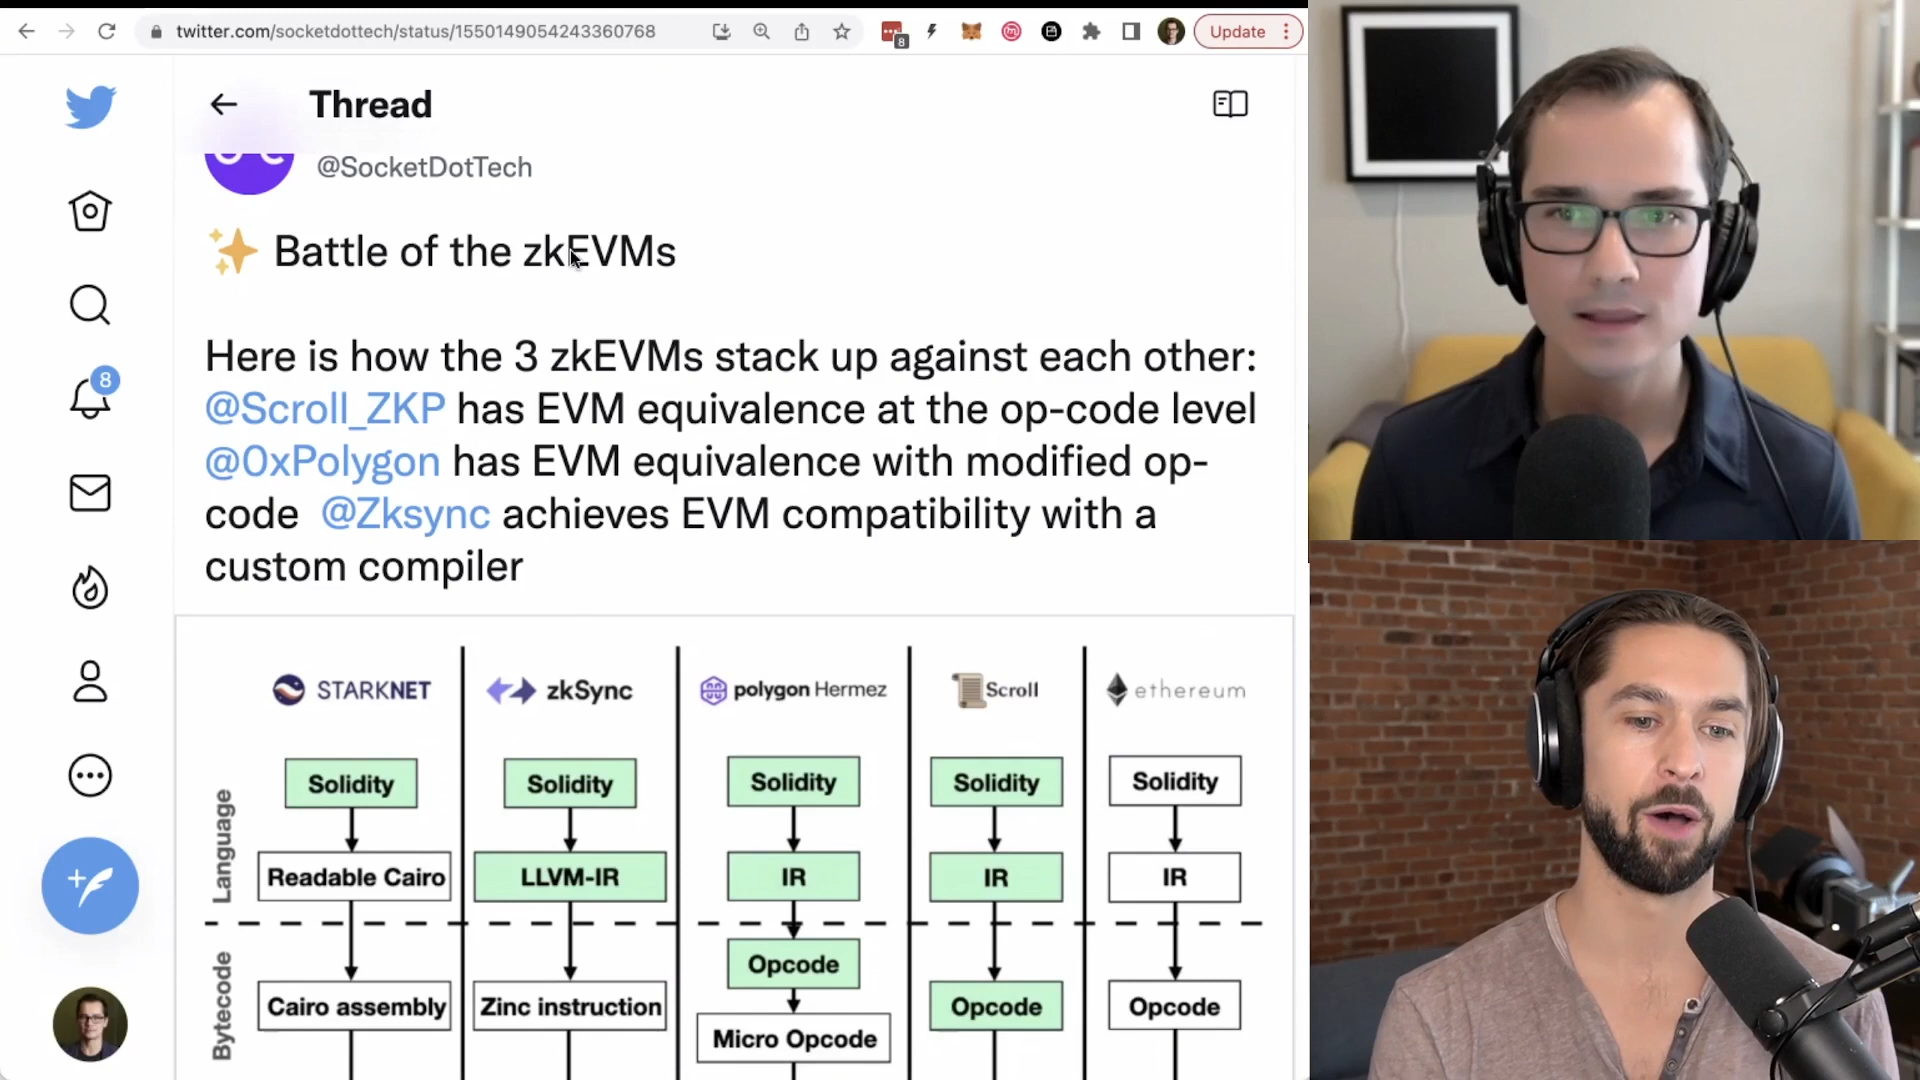 twitter.com/socketdottech/status/1550149054243360768
8
Update
Thread
@SocketDotTech
✨ Battle of the zkEVMs
8
Here is how the 3 zkEVMs stack up against each other:
@Scroll_ZKP has EVM equivalence at the op-code level
@0xPolygon has EVM equivalence with modified op-
code @Zksync achieves EVM compatibility with a
custom compiler
STARKNET
zkSync
polygon Hermez
Scroll
ethereum
Language
Solidity
Solidity
Solidity
Solidity
Solidity
Readable Cairo
LLVM-IR
IR
IR
IR
Bytecode
Opcode
Cairo assembly
Zinc instruction
Opcode
Opcode
Micro Opcode